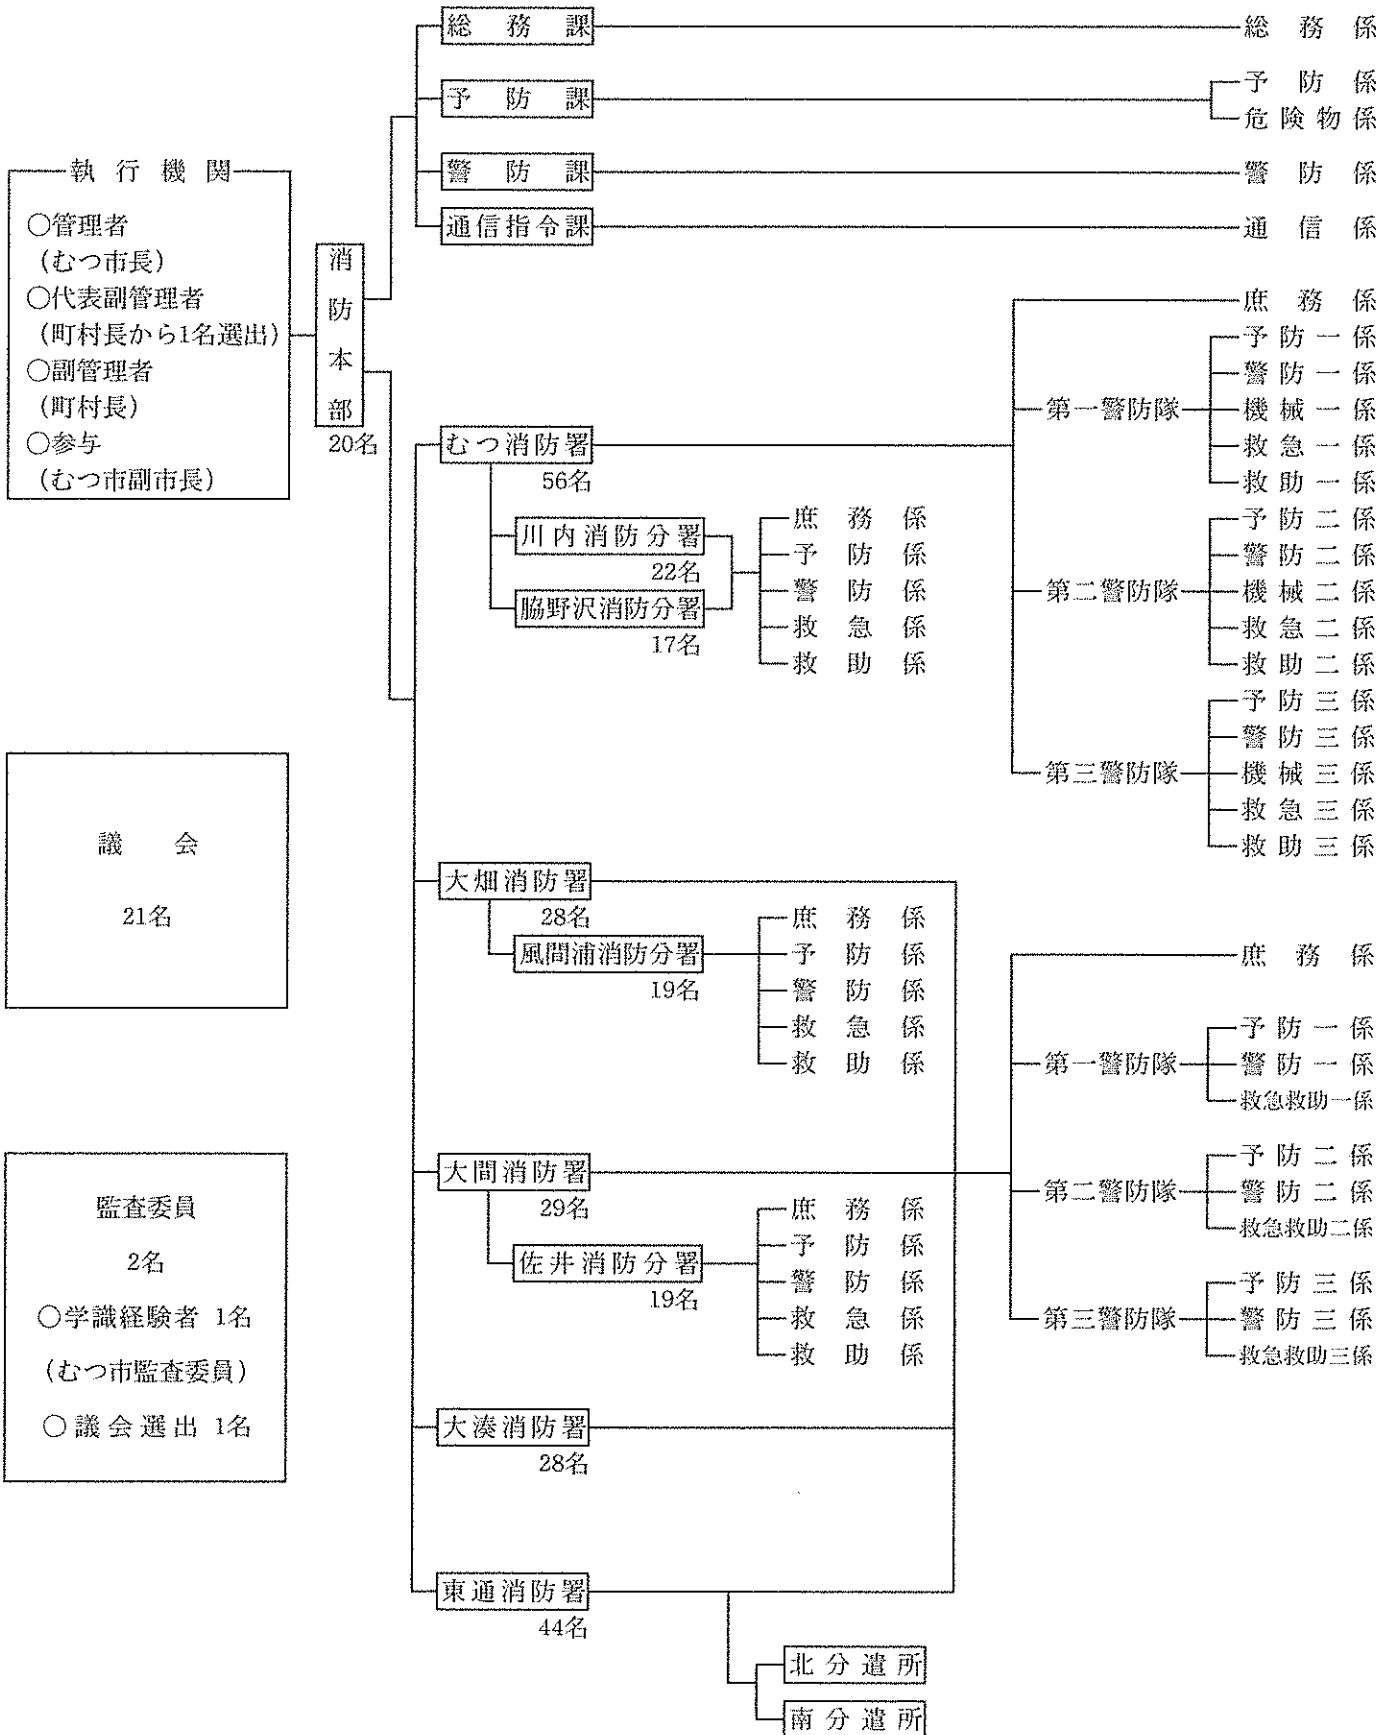 執行機関
○管理者
(むつ市長)
○代表副管理者
(町村長から1名選出)
○副管理者
(町村長)
○参与
(むつ市副市長)
議会
21名
監査委員
2名
○学識経験者 1名
(むつ市監査委員)
○議会選出 1名
消防本部
20名
総務課
総務係
予防課
予防係
危険物係
警防課
警防係
通信指令課
通信係
むつ消防署
56名
川内消防分署
22名
脇野沢消防分署
17名
庶務係
予防係
警防係
救急係
救助係
庶務係
第一警防隊
予防一係
警防一係
機械一係
救急一係
救助一係
第二警防隊
予防二係
警防二係
機械二係
救急二係
救助二係
第三警防隊
予防三係
警防三係
機械三係
救急三係
救助三係
大畑消防署
28名
風間浦消防分署
19名
庶務係
予防係
警防係
救急係
救助係
大間消防署
29名
佐井消防分署
19名
庶務係
予防係
警防係
救急係
救助係
大湊消防署
28名
東通消防署
44名
北分遣所
南分遣所
庶務係
第一警防隊
予防一係
警防一係
救急救助一係
第二警防隊
予防二係
警防二係
救急救助二係
第三警防隊
予防三係
警防三係
救急救助三係